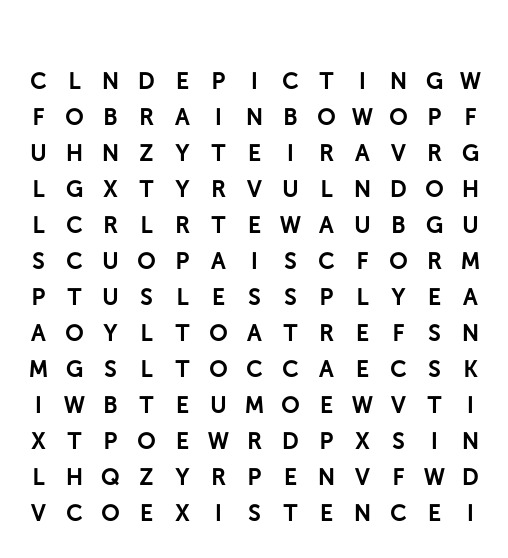 C L N D E P I C T I N G W
F O B R A I N B O W O P F
U H N Z Y T E I R A V R G
L G X T Y R V U L N D O H
L C R L R T E W A U B G U
S C U O P A I S C F O R M
P T U S L E S S P L Y E A
A O Y L T O A T R E F S N
M G S L T O C C A E C S K
I W B T E U M O E W V T I
X T P O E W R D P X S I N
L H Q Z Y R P E N V F W D
V C O E X I S T E N C E I